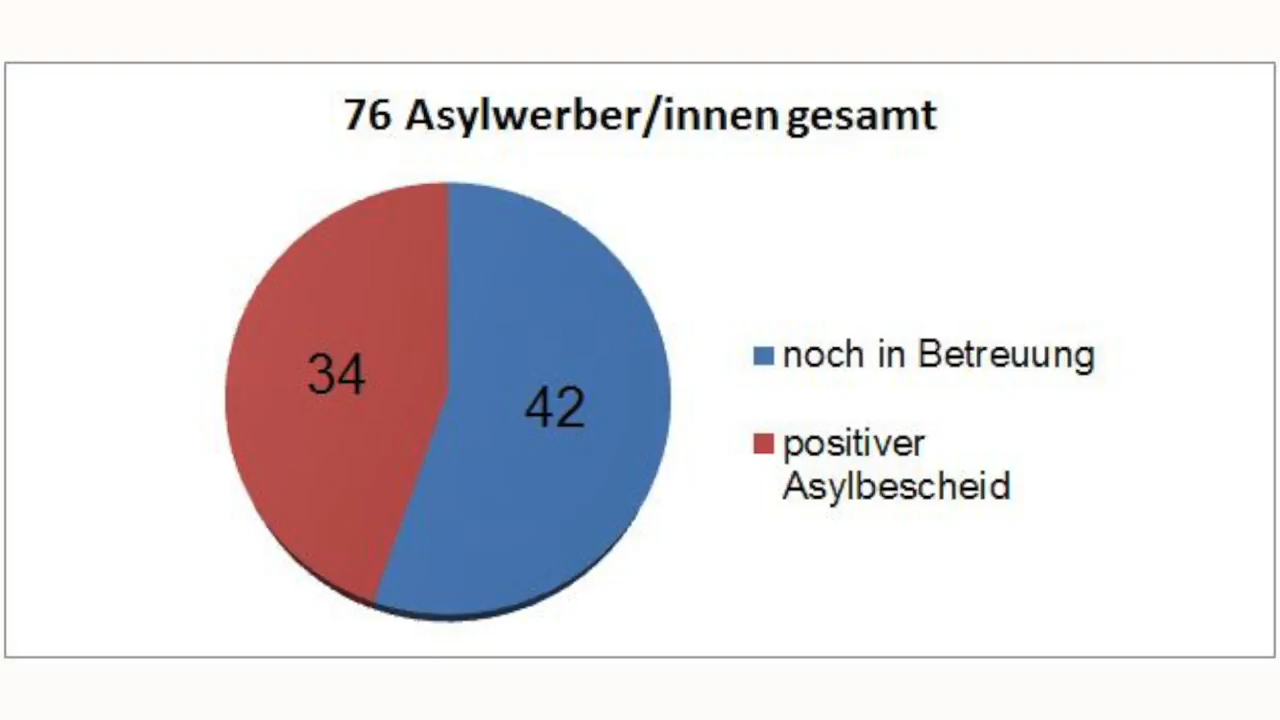 76 Asylwerber/innen gesamt
34
42
noch in Betreuung
positiver
Asylbescheid